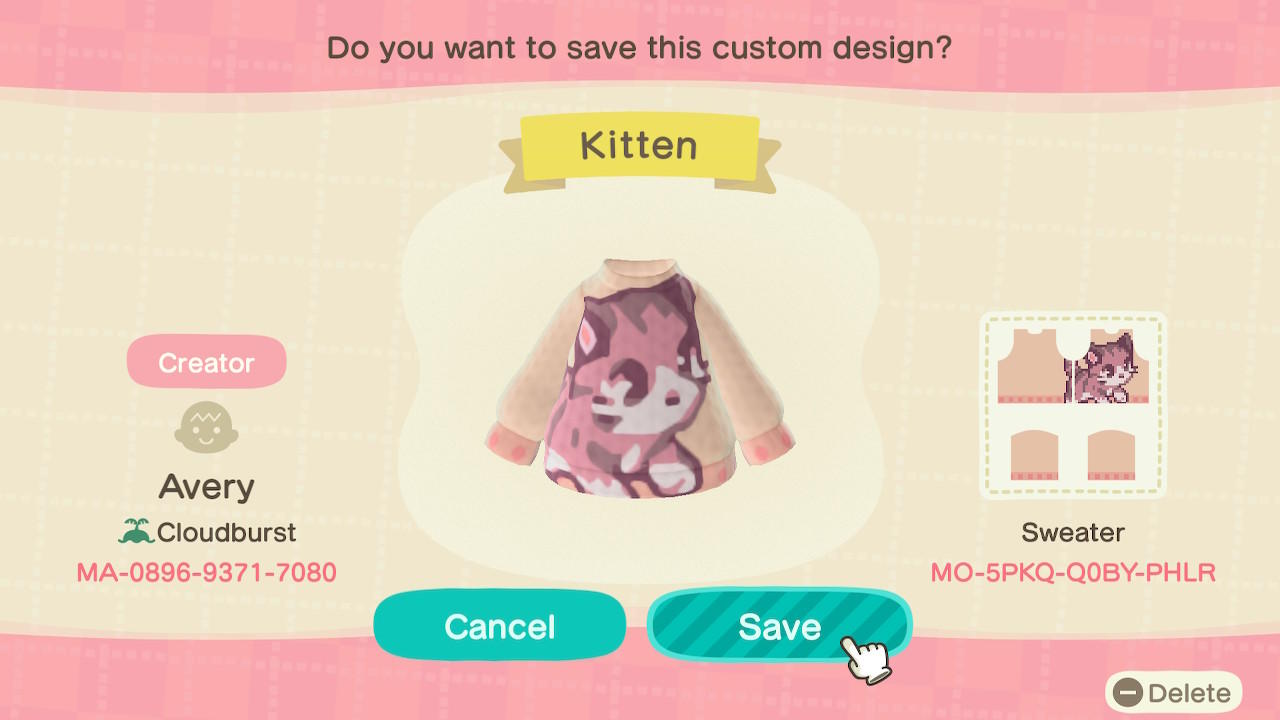 Do you want to save this custom design?
Kitten
Creator
Avery
Cloudburst
MA-0896-9371-7080
Sweater
MO-5PKQ-Q0BY-PHLR
Cancel
Save
Delete